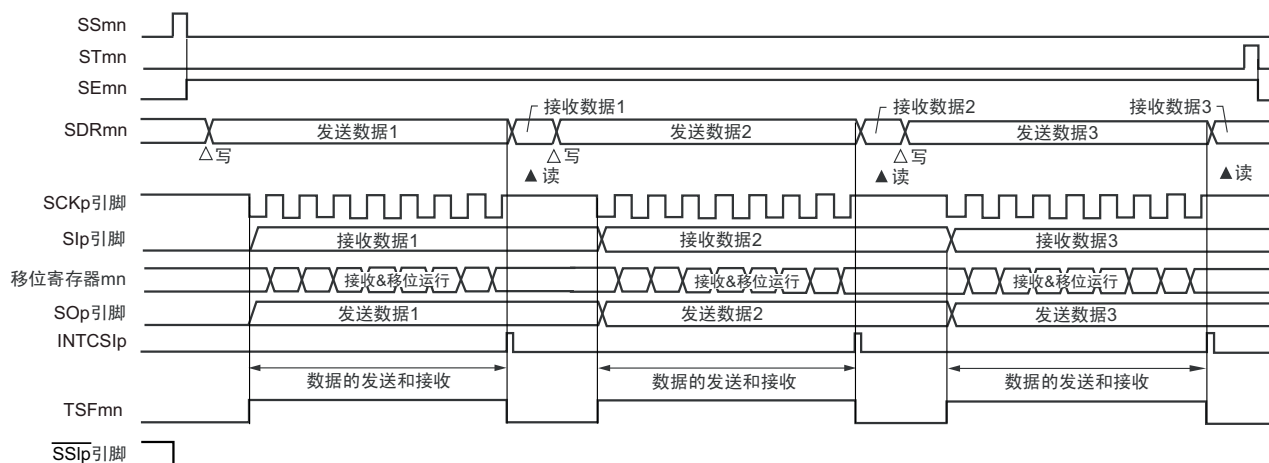 SSmn
STmn
SEmn
接收数据1 接收数据2 接收数据3
SDRmn 发送数据1 发送数据2 发送数据3
△写 △写 △写
▲读 ▲读 ▲读
SCKp引脚
SIp引脚 接收数据1 接收数据2 接收数据3
移位寄存器mn 接收&移位运行 接收&移位运行 接收&移位运行
SOp引脚 发送数据1 发送数据2 发送数据3
INTCSIp
数据的发送和接收 数据的发送和接收 数据的发送和接收
TSFmn
SSIp引脚